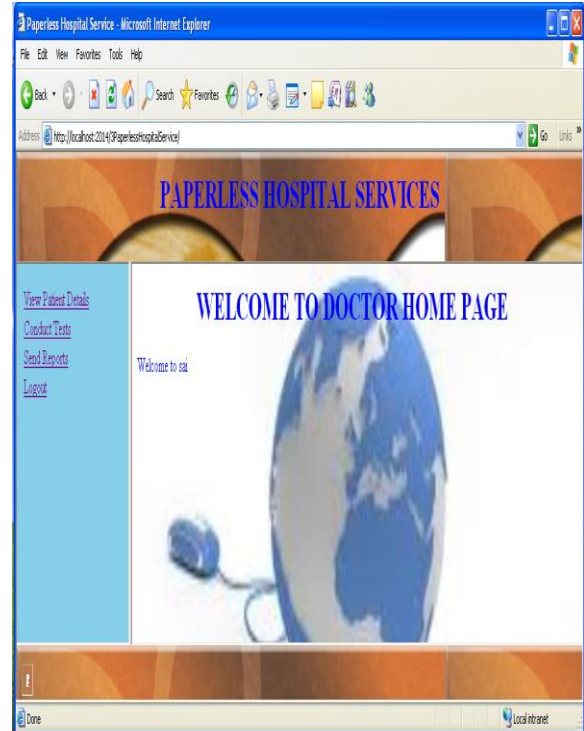 Paperless Hospital Service - Microsoft Internet Explorer
File Edit View Favorites Tools Help
Back Search Favorites
Address http://localhost:2014/3PaperlessHospitalService/ Go Links »
PAPERLESS HOSPITAL SERVICES
View Patient Details
Conduct Tests
Send Reports
Logout
WELCOME TO DOCTOR HOME PAGE
Welcome to sai
Done Local intranet